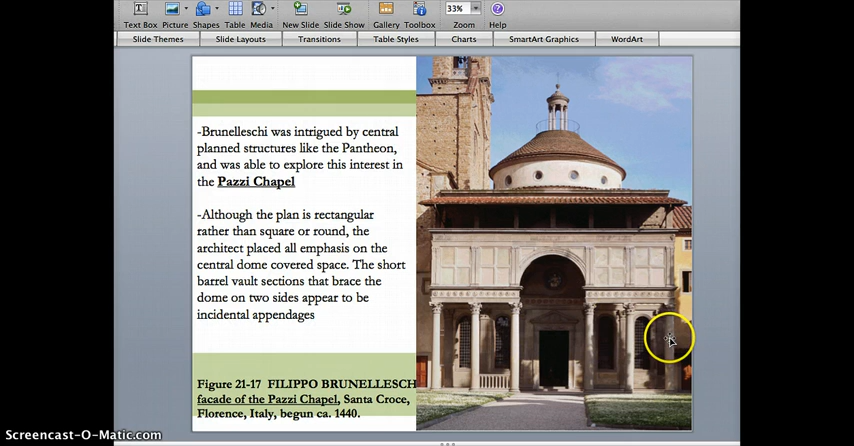 Text Box Picture Shapes Table Media New Slide Slide Show Gallery Toolbox 33% Zoom Help
Slide Themes Slide Layouts Transitions Table Styles Charts SmartArt Graphics WordArt
-Brunelleschi was intrigued by central
planned structures like the Pantheon,
and was able to explore this interest in
the Pazzi Chapel
-Although the plan is rectangular
rather than square or round, the
architect placed all emphasis on the
central dome covered space. The short
barrel vault sections that brace the
dome on two sides appear to be
incidental appendages
Figure 21-17 FILIPPO BRUNELLESCH
facade of the Pazzi Chapel, Santa Croce,
Florence, Italy, begun ca. 1440.
Screencast-O-Matic.com